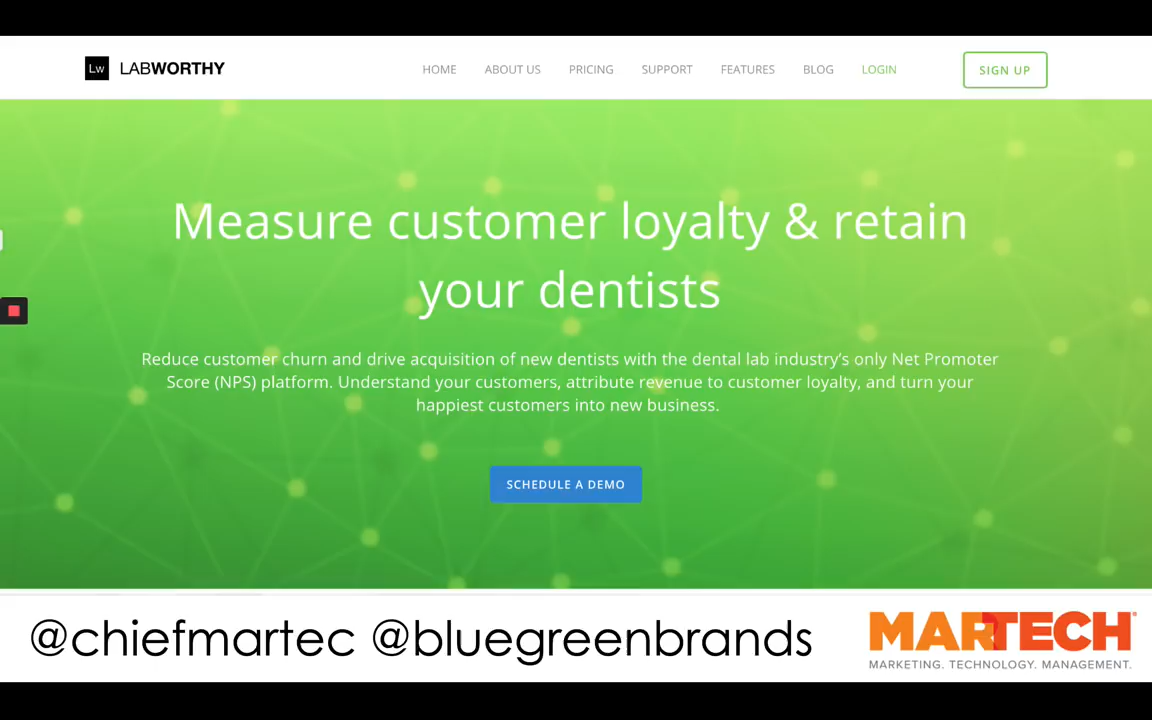 Lw LABWORTHY
HOME ABOUT US PRICING SUPPORT FEATURES BLOG LOGIN SIGN UP
Measure customer loyalty & retain
your dentists
Reduce customer churn and drive acquisition of new dentists with the dental lab industry’s only Net Promoter
Score (NPS) platform. Understand your customers, attribute revenue to customer loyalty, and turn your
happiest customers into new business.
SCHEDULE A DEMO
@chiefmartec @bluegreenbrands
MARTECH®
MARKETING. TECHNOLOGY. MANAGEMENT.